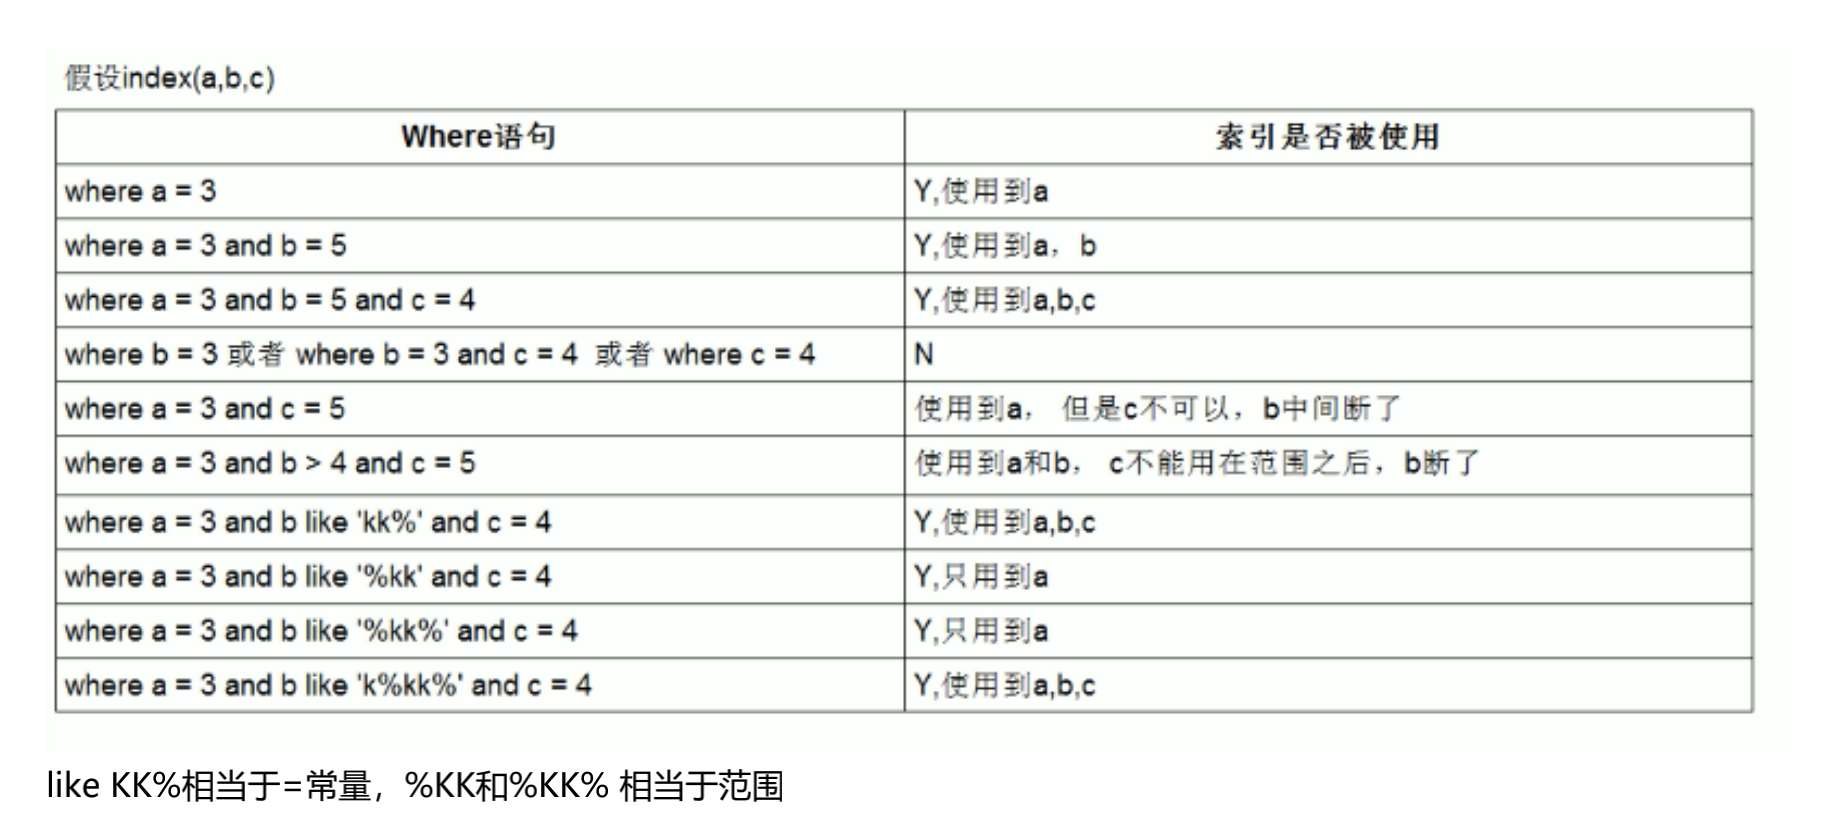 假设index(a,b,c)
Where语句 索引是否被使用
where a = 3 Y,使用到a
where a = 3 and b = 5 Y,使用到a，b
where a = 3 and b = 5 and c = 4 Y,使用到a,b,c
where b = 3 或者 where b = 3 and c = 4 或者 where c = 4 N
where a = 3 and c = 5 使用到a， 但是c不可以，b中间断了
where a = 3 and b > 4 and c = 5 使用到a和b， c不能用在范围之后，b断了
where a = 3 and b like 'kk%' and c = 4 Y,使用到a,b,c
where a = 3 and b like '%kk' and c = 4 Y,只用到a
where a = 3 and b like '%kk%' and c = 4 Y,只用到a
where a = 3 and b like 'k%kk%' and c = 4 Y,使用到a,b,c
like KK%相当于=常量，%KK和%KK% 相当于范围